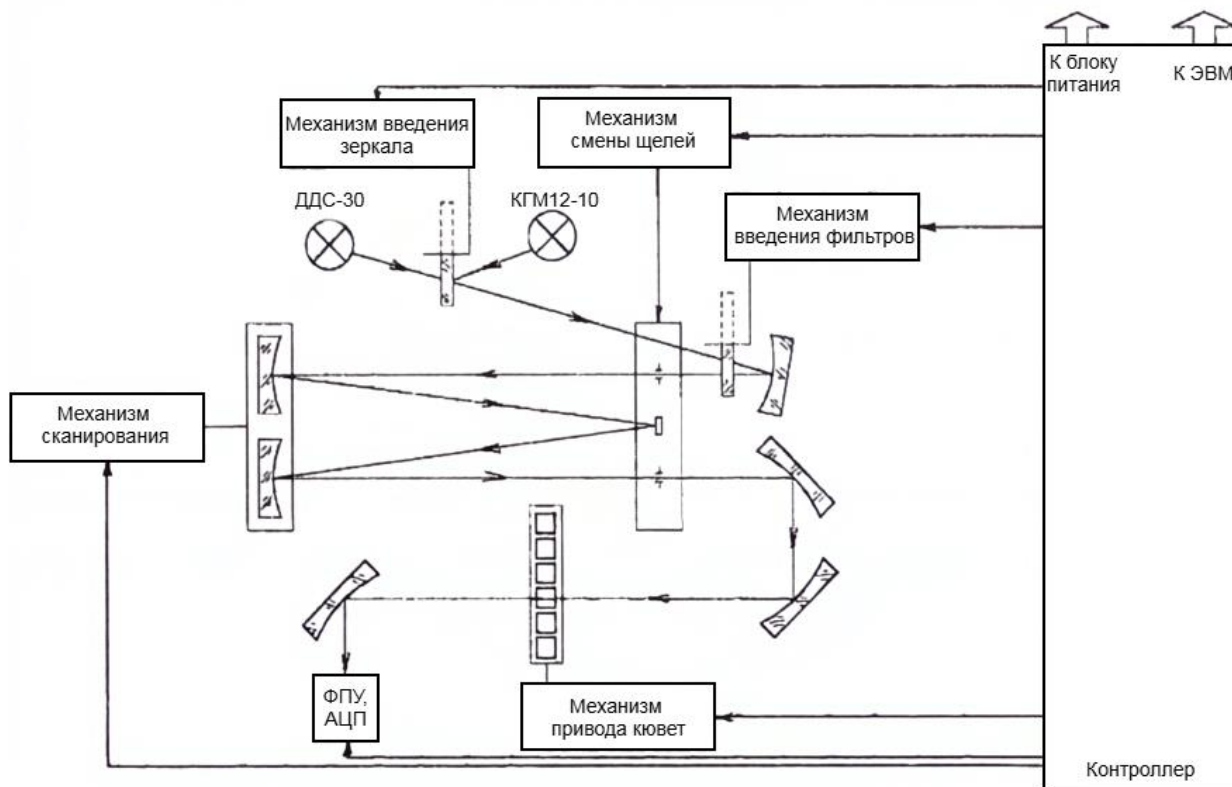 К блоку
питания
К ЭВМ
Механизм введения
зеркала
Механизм
смены щелей
ДДС-30
КГМ12-10
Механизм
введения фильтров
Механизм
сканирования
ФПУ,
АЦП
Механизм
привода кювет
Контроллер